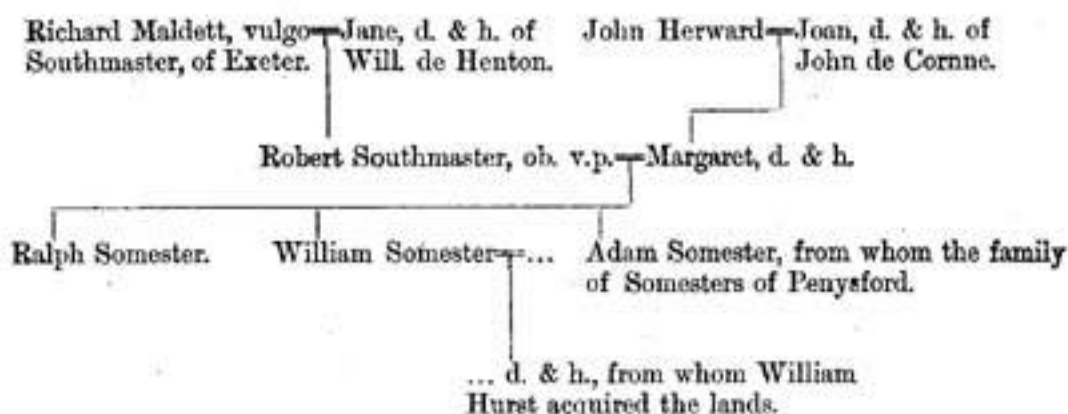 Richard Maldett, vulgo Jane, d. & h. of John Herward Joan, d. & h. of
Southmaster, of Exeter. Will. de Henton. John de Cornne.
Robert Southmaster, ob. v.p. Margaret, d. & h.
Ralph Somester. William Somester ... Adam Somester, from whom the family
of Somesters of Penysford.
... d. & h., from whom William
Hurst acquired the lands.